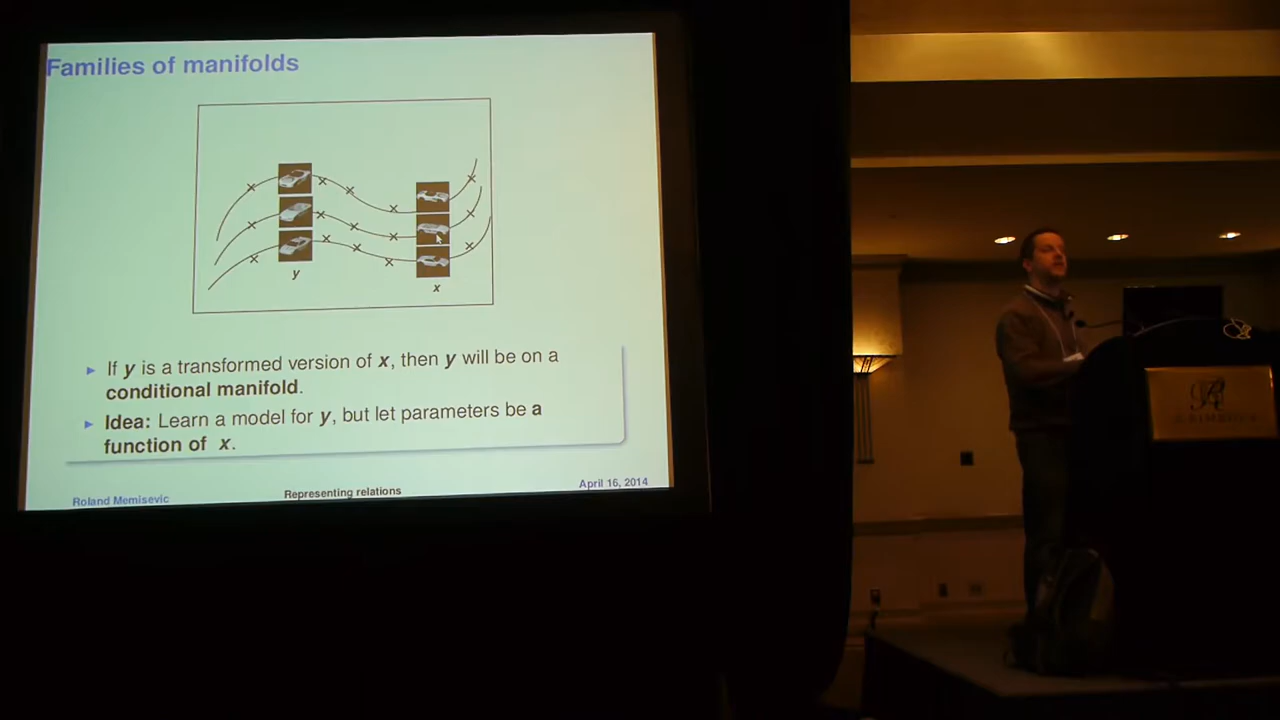 Families of manifolds
y
x
▶ If y is a transformed version of x, then y will be on a
conditional manifold.
▶ Idea: Learn a model for y, but let parameters be a
function of x.
Roland Memisevic
Representing relations
April 16, 2014